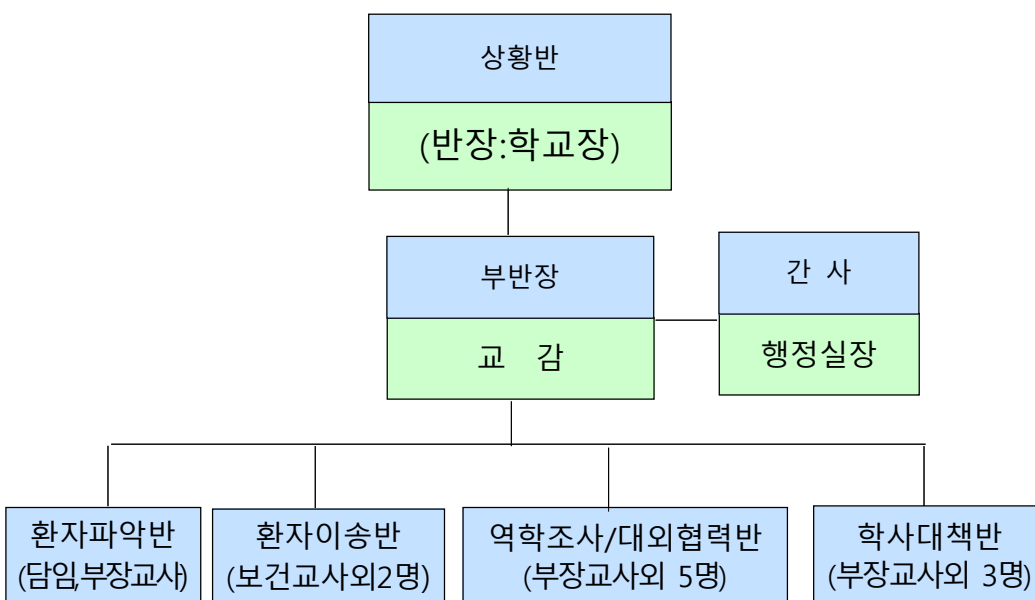 상황반
(반장:학교장)
부반장
교 감
간 사
행정실장
환자파악반
(담임,부장교사)
환자이송반
(보건교사외2명)
역학조사/대외협력반
(부장교사외 5명)
학사대책반
(부장교사외 3명)